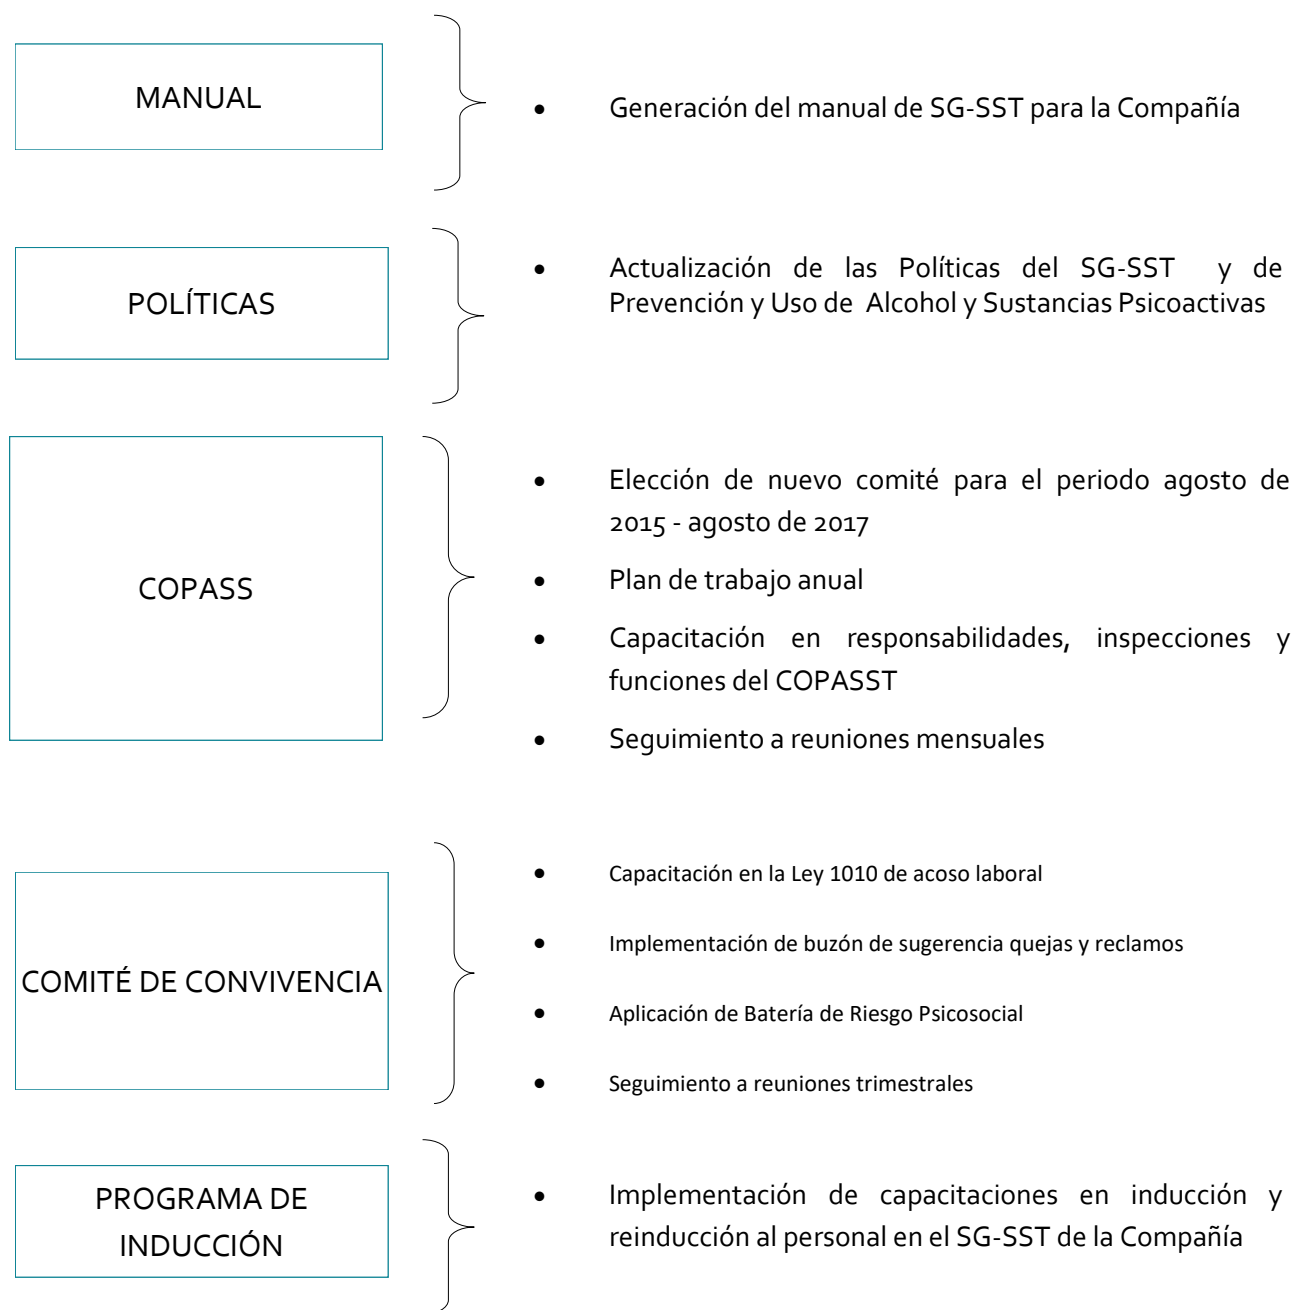 MANUAL
• Generación del manual de SG-SST para la Compañía
POLÍTICAS
• Actualización de las Políticas del SG-SST y de
Prevención y Uso de Alcohol y Sustancias Psicoactivas
COPASS
• Elección de nuevo comité para el periodo agosto de
2015 - agosto de 2017
• Plan de trabajo anual
• Capacitación en responsabilidades, inspecciones y
funciones del COPASST
• Seguimiento a reuniones mensuales
COMITÉ DE CONVIVENCIA
• Capacitación en la Ley 1010 de acoso laboral
• Implementación de buzón de sugerencia quejas y reclamos
• Aplicación de Batería de Riesgo Psicosocial
• Seguimiento a reuniones trimestrales
PROGRAMA DE
INDUCCIÓN
• Implementación de capacitaciones en inducción y
reinducción al personal en el SG-SST de la Compañía